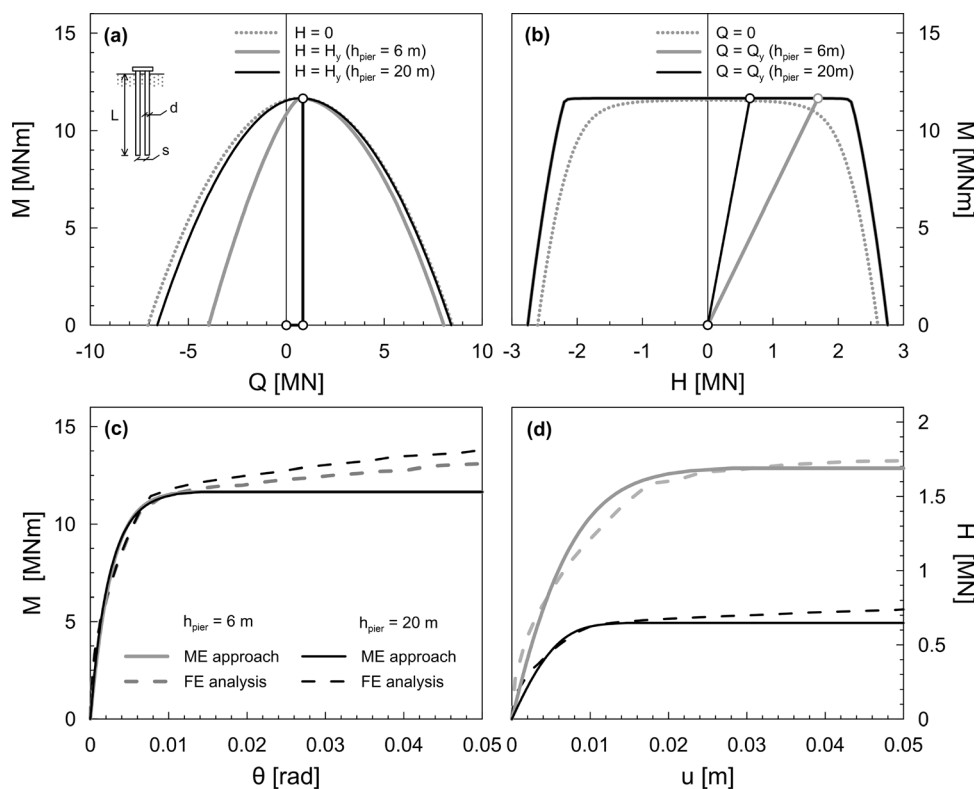 (a)
H = 0
H = Hy (hpier = 6 m)
H = Hy (hpier = 20 m)
L
d
s
15
10
5
0
M [MNm]
-10 -5 0 5 10
Q [MN]
(b)
Q = 0
Q = Qy (hpier = 6m)
Q = Qy (hpier = 20m)
15
10
5
0
M [MNm]
-3 -2 -1 0 1 2 3
H [MN]
(c)
15
10
5
0
M [MNm]
hpier = 6 m hpier = 20 m
ME approach ME approach
FE analysis FE analysis
0 0.01 0.02 0.03 0.04 0.05
θ [rad]
(d)
2
1.5
1
0.5
0
H [MN]
0 0.01 0.02 0.03 0.04 0.05
u [m]